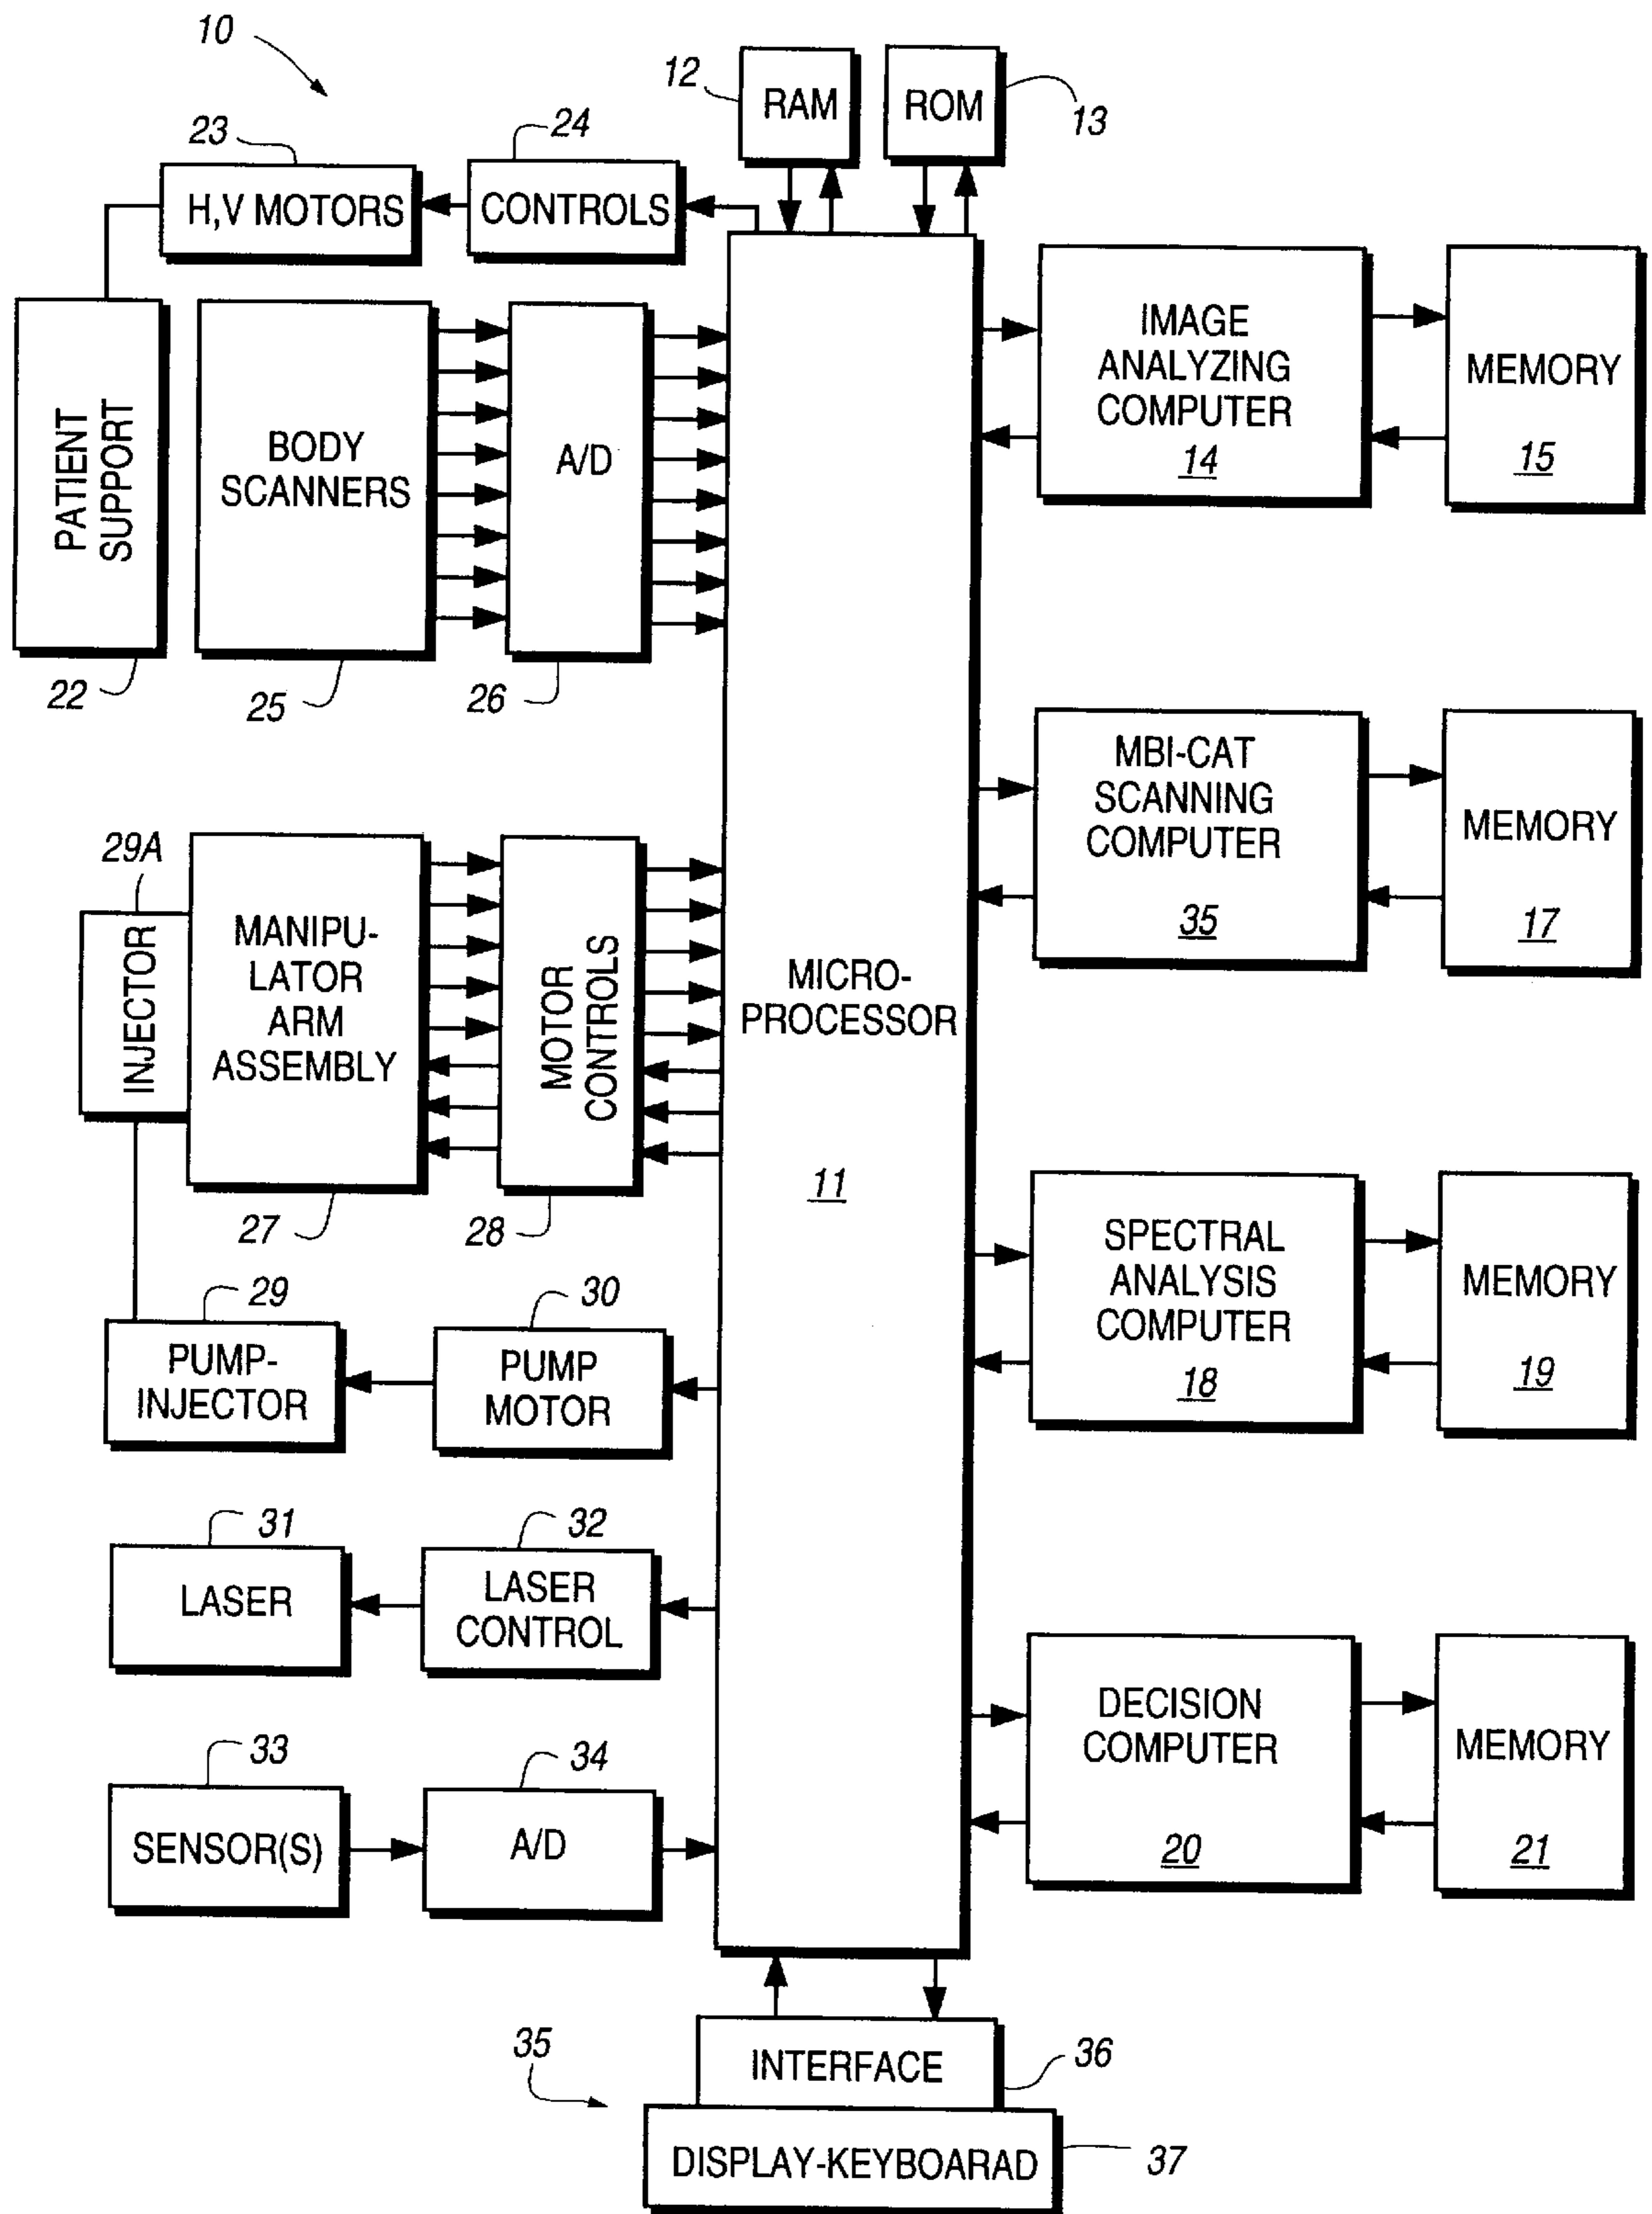 10
12
RAM
ROM
13
23
24
H,V MOTORS
CONTROLS
PATIENT
SUPPORT
22
BODY
SCANNERS
25
A/D
26
IMAGE
ANALYZING
COMPUTER
14
MEMORY
15
MBI-CAT
SCANNING
COMPUTER
35
MEMORY
17
29A
INJECTOR
MANIPU-
LATOR
ARM
ASSEMBLY
27
MOTOR
CONTROLS
28
MICRO-
PROCESSOR
11
SPECTRAL
ANALYSIS
COMPUTER
18
MEMORY
19
29
PUMP-
INJECTOR
30
PUMP
MOTOR
31
LASER
32
LASER
CONTROL
33
SENSOR(S)
34
A/D
DECISION
COMPUTER
20
MEMORY
21
35
INTERFACE
36
DISPLAY-KEYBOARAD
37